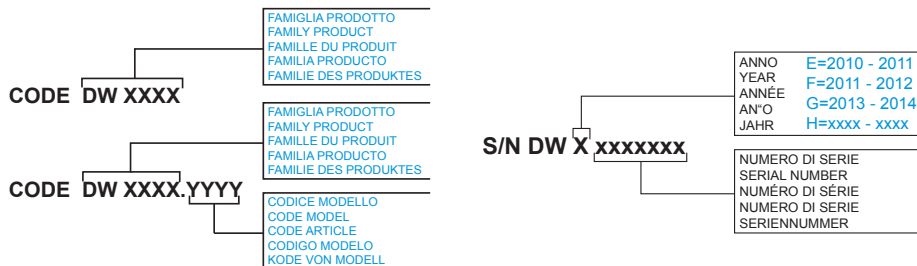 FAMIGLIA PRODOTTO
FAMILY PRODUCT
FAMILLE DU PRODUIT
FAMILIA PRODUCTO
FAMILIE DES PRODUKTES
CODE DW XXXX
FAMIGLIA PRODOTTO
FAMILY PRODUCT
FAMILLE DU PRODUIT
FAMILIA PRODUCTO
FAMILIE DES PRODUKTES
CODE DW XXXX.YYYY
CODICE MODELLO
CODE MODEL
CODE ARTICLE
CODIGO MODELO
KODE VON MODELL
ANNO
YEAR
ANNÉE
AN“O
JAHR
E=2010 - 2011
F=2011 - 2012
G=2013 - 2014
H=xxxx - xxxx
S/N DW X xxxxxxx
NUMERO DI SERIE
SERIAL NUMBER
NUMÉRO DI SÉRIE
NUMERO DI SERIE
SERIENNUMMER